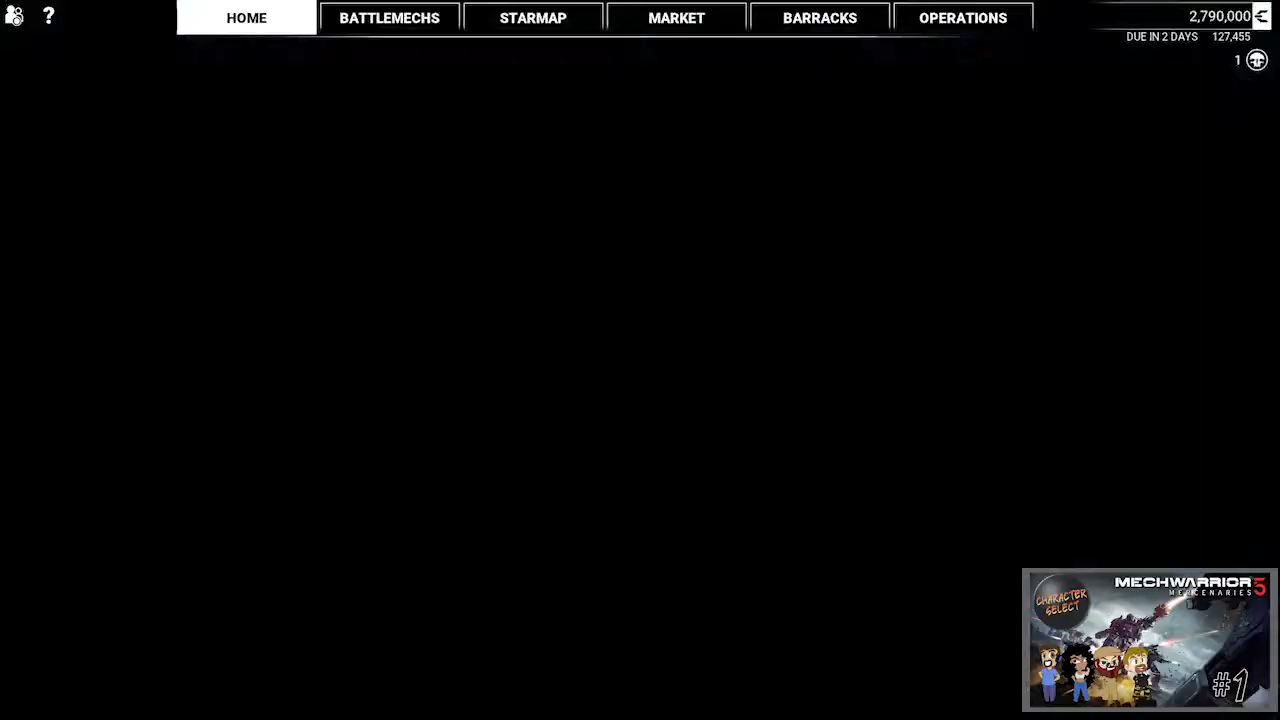 ?
HOME
BATTLEMECHS
STARMAP
MARKET
BARRACKS
OPERATIONS
2,790,000
DUE IN 2 DAYS 127,455
1
CHARACTER
SELECT
MECHWARRIOR 5
MERCENARIES
#1